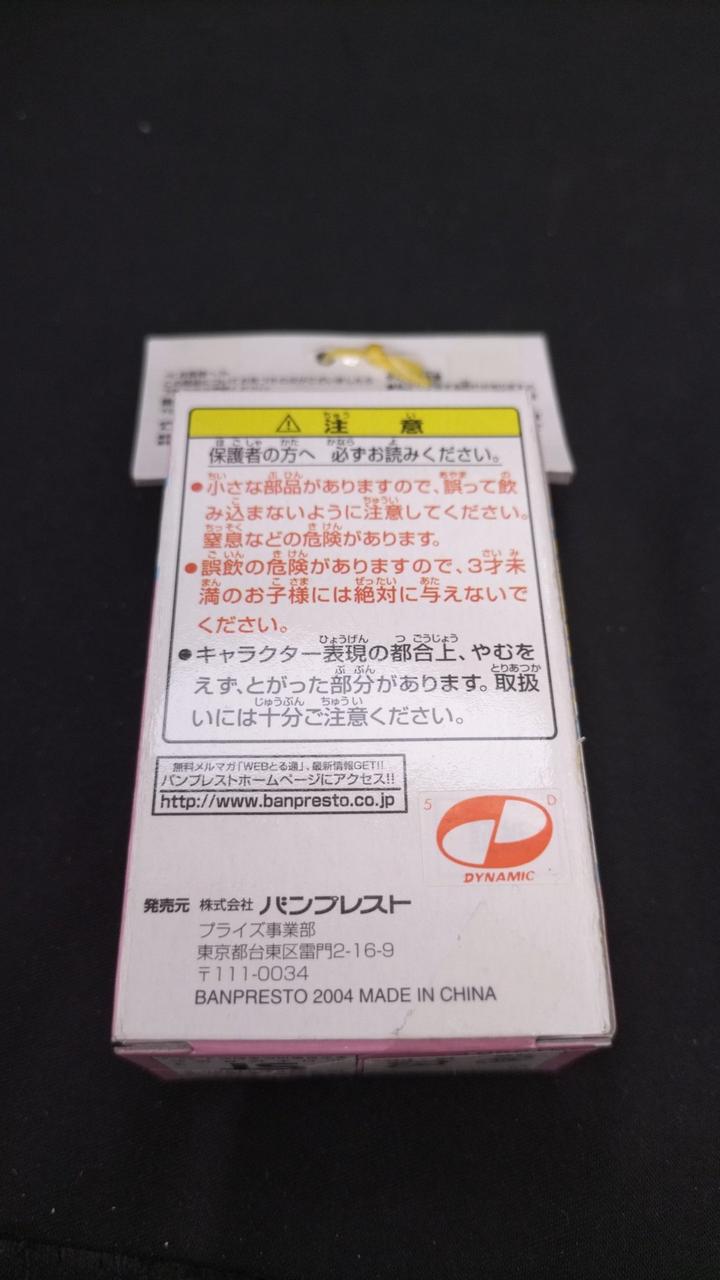 注意
保護者の方へ 必ずお読みください。
●小さな部品がありますので、誤って飲
み込まないように注意してください。
窒息などの危険があります。
●誤飲の危険がありますので、3才未
満のお子様には絶対に与えないで
ください。
●キャラクター表現の都合上、やむを
えず、とがった部分があります。取扱
いには十分ご注意ください。
無料メルマガ「WEBとる通」、最新情報GET!!
バンプレストホームページにアクセス!!
http://www.banpresto.co.jp
5 D
DYNAMIC
発売元 株式会社 バンプレスト
プライズ事業部
東京都台東区雷門2-16-9
〒111-0034
BANPRESTO 2004 MADE IN CHINA